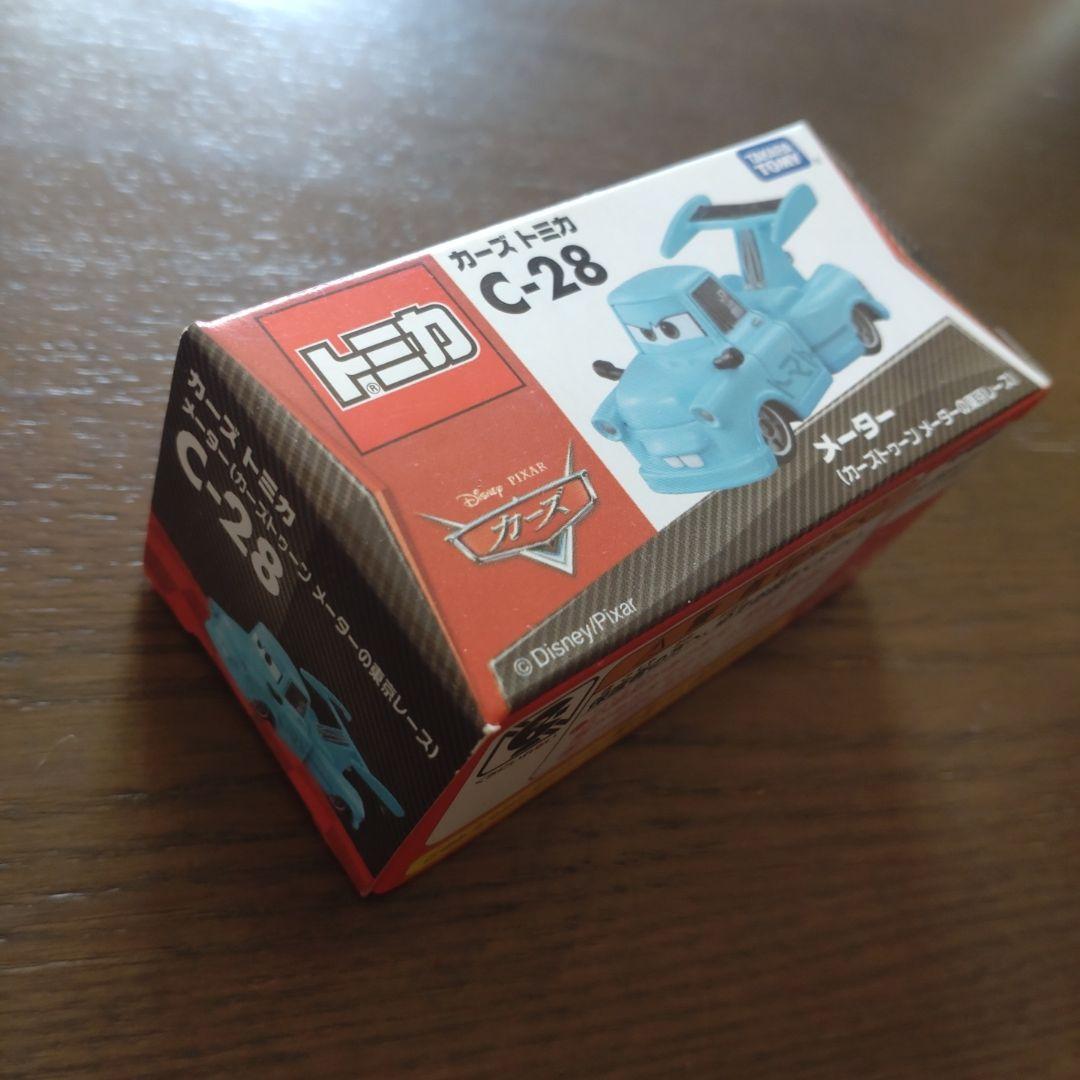 TAKARA
TOMY
カーズ トミカ
C-28
トミカ
®
Disney PIXAR
カーズ
メーター
(カーストゥーン メーターの東京レース)
©Disney/Pixar
カーズ トミカ
メーター
(カーストゥーン メーターの東京レース)
C-28